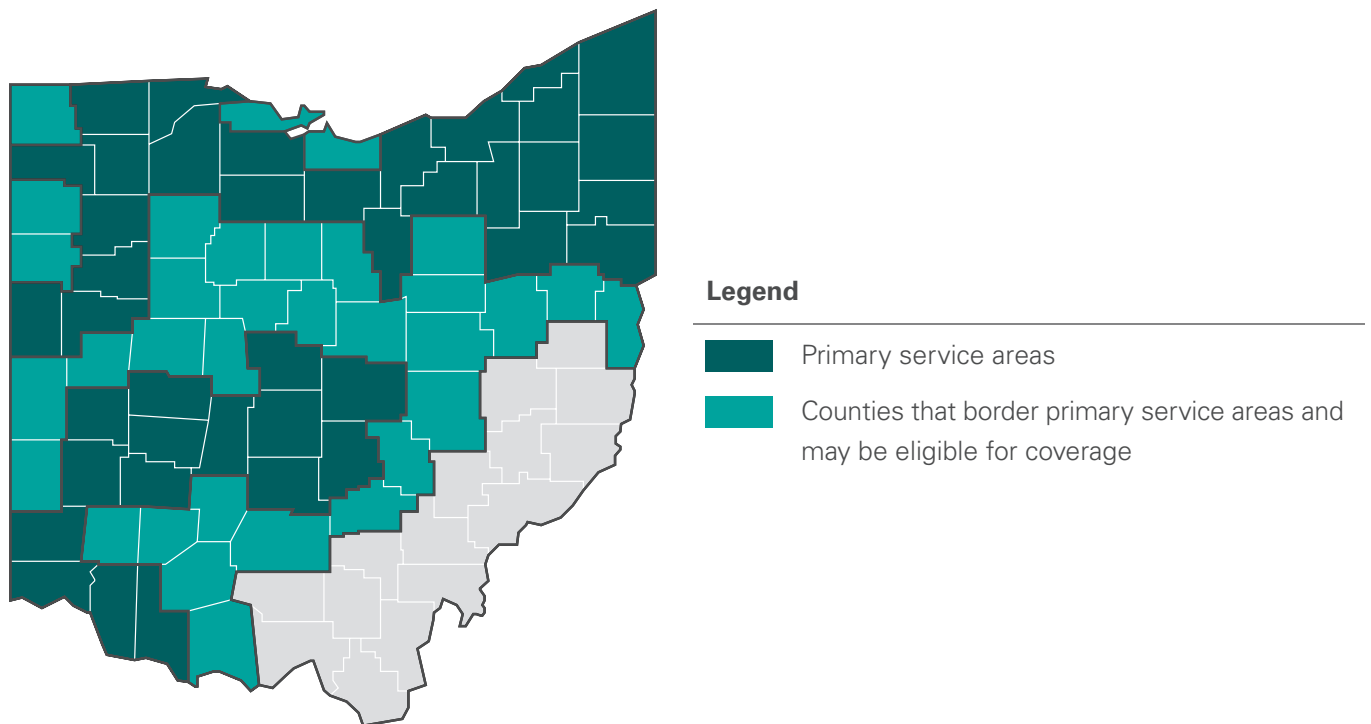 Legend
Primary service areas
Counties that border primary service areas and
may be eligible for coverage